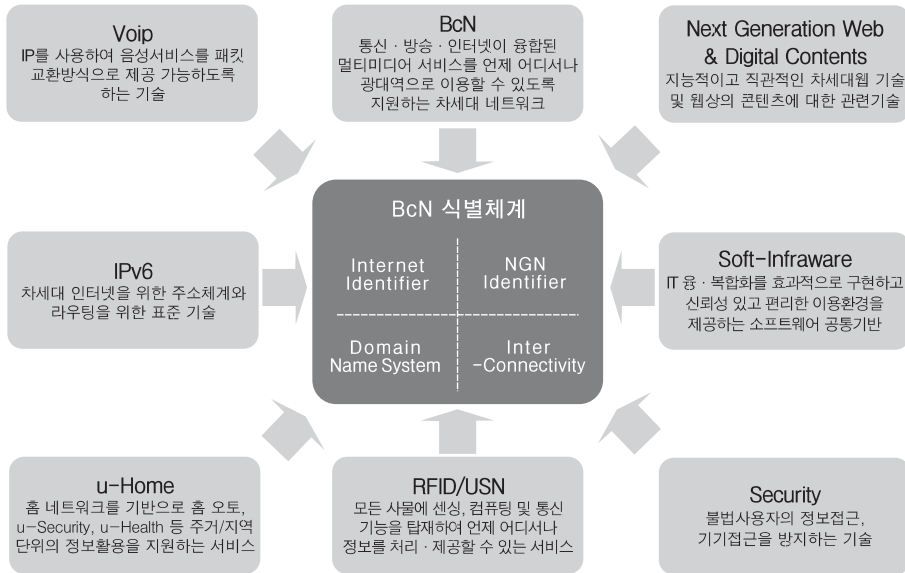 Voip
IP를 사용하여 음성서비스를 패킷
교환방식으로 제공 가능하도록
하는 기술
BcN
통신 · 방송 · 인터넷이 융합된
멀티미디어 서비스를 언제 어디서나
광대역으로 이용할 수 있도록
지원하는 차세대 네트워크
Next Generation Web
& Digital Contents
지능적이고 직관적인 차세대웹 기술
및 웹상의 콘텐츠에 대한 관련기술
IPv6
차세대 인터넷을 위한 주소체계와
라우팅을 위한 표준 기술
BcN 식별체계
Internet
Identifier
NGN
Identifier
Domain
Name System
Inter
-Connectivity
Soft-Infraware
IT 융 · 복합화를 효과적으로 구현하고
신뢰성 있고 편리한 이용환경을
제공하는 소프트웨어 공통기반
u-Home
홈 네트워크를 기반으로 홈 오토,
u-Security, u-Health 등 주거/지역
단위의 정보활용을 지원하는 서비스
RFID/USN
모든 사물에 센싱, 컴퓨팅 및 통신
기능을 탑재하여 언제 어디서나
정보를 처리 · 제공할 수 있는 서비스
Security
불법사용자의 정보접근,
기기접근을 방지하는 기술